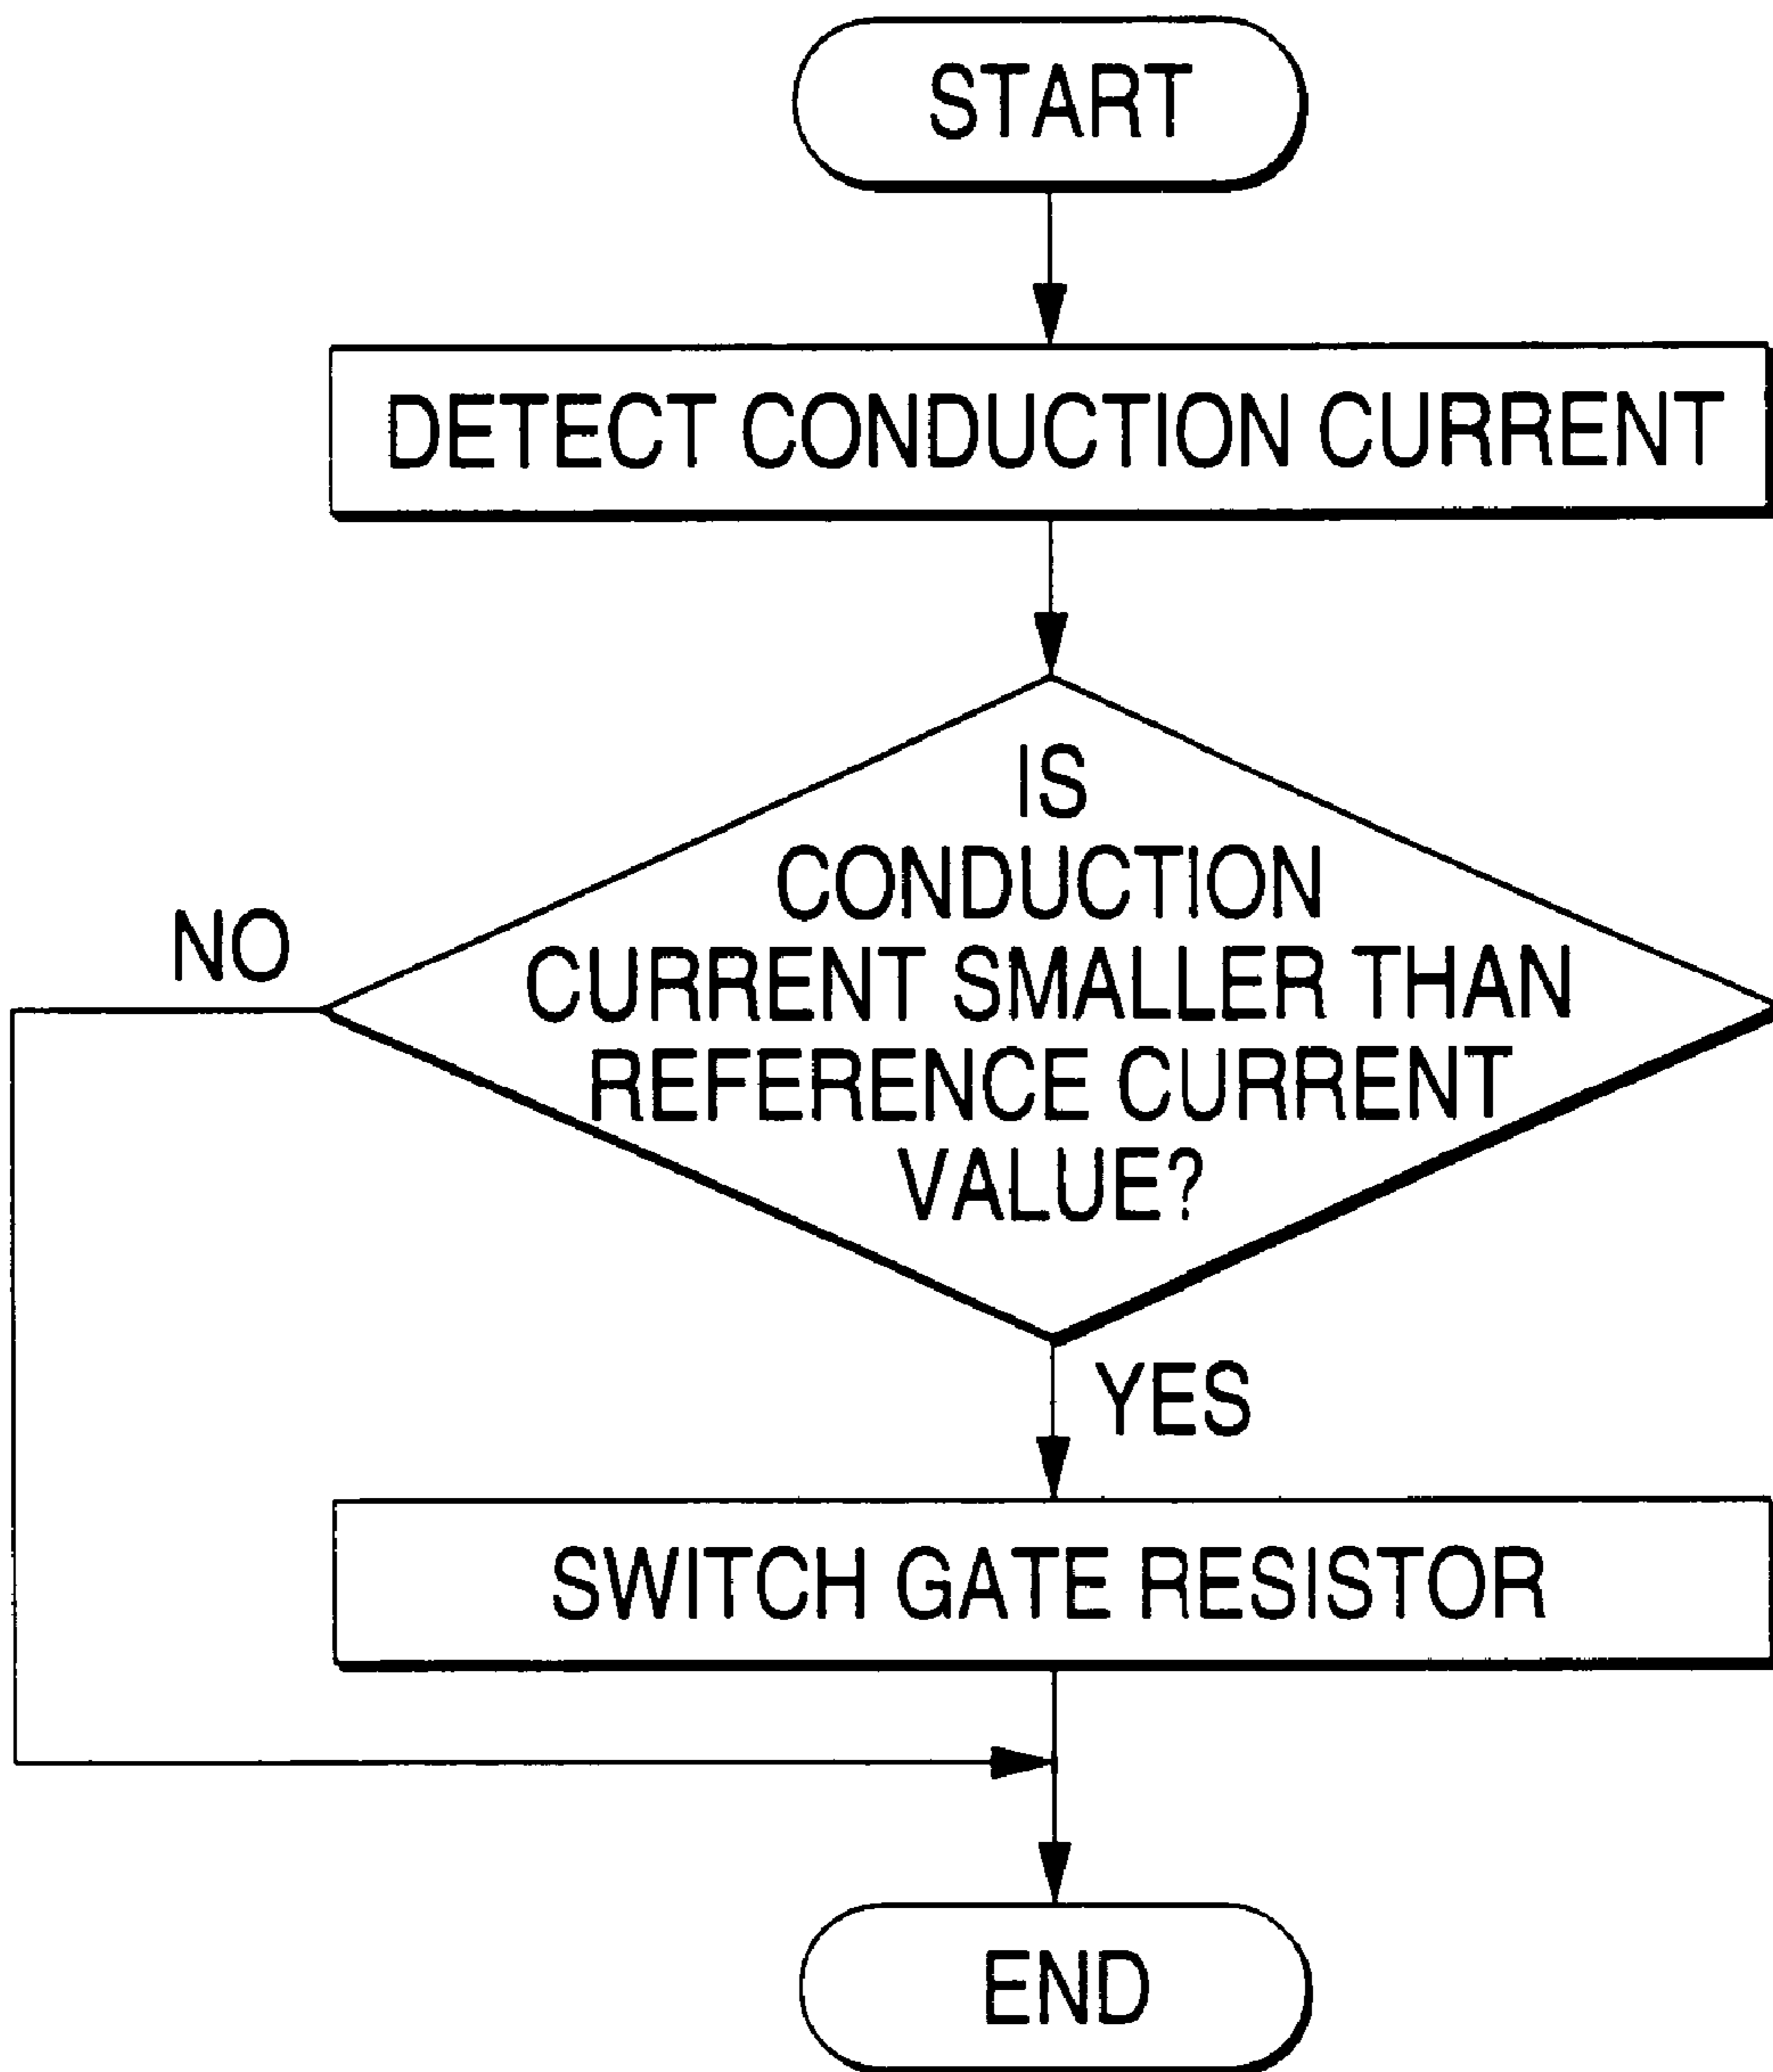 START
DETECT CONDUCTION CURRENT
IS
CONDUCTION
CURRENT SMALLER THAN
REFERENCE CURRENT
VALUE?
NO
YES
SWITCH GATE RESISTOR
END